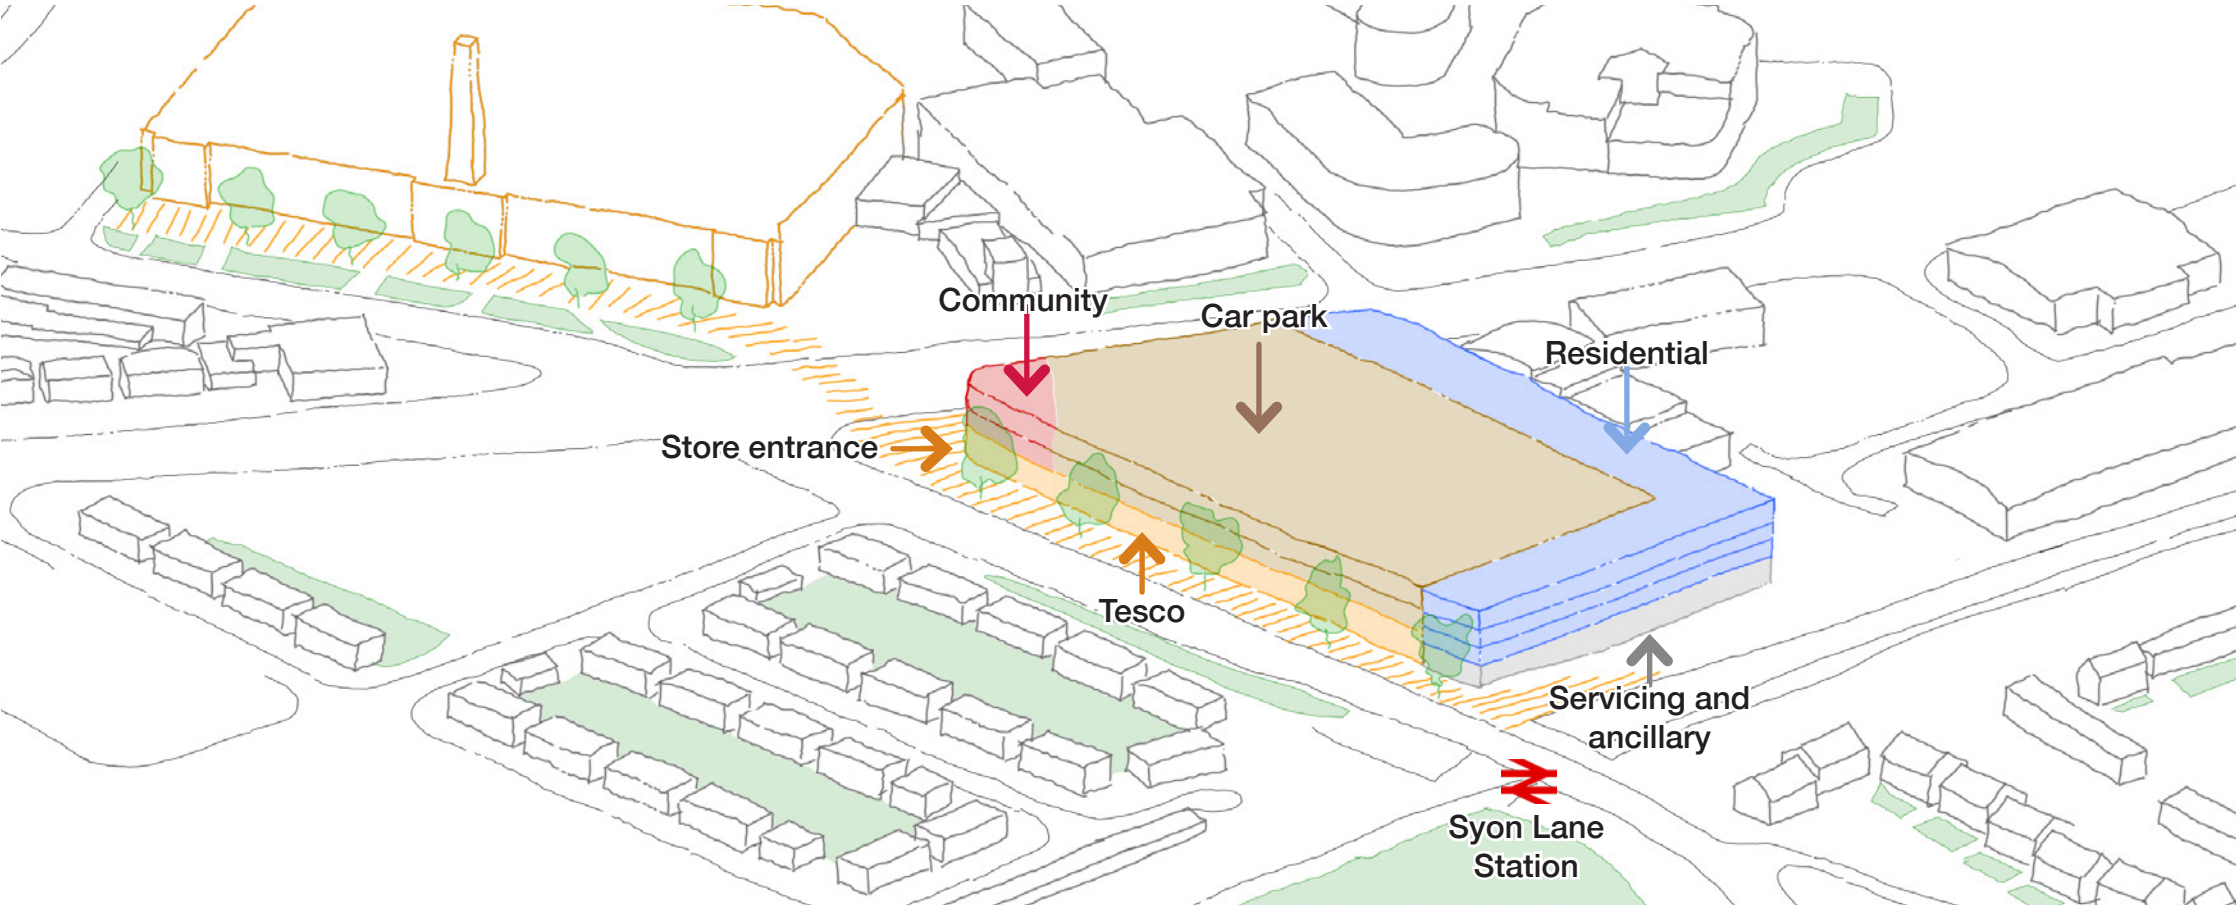 Community
Car park
Residential
Store entrance
Tesco
Servicing and
ancillary
Syon Lane
Station